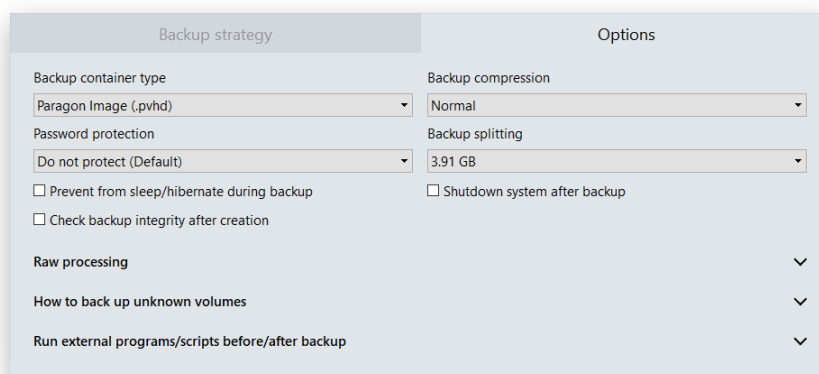 Backup strategy
Options
Backup container type
Backup compression
Paragon Image (.pvhd)
Normal
Password protection
Backup splitting
Do not protect (Default)
3.91 GB
Prevent from sleep/hibernate during backup
Shutdown system after backup
Check backup integrity after creation
Raw processing
How to back up unknown volumes
Run external programs/scripts before/after backup